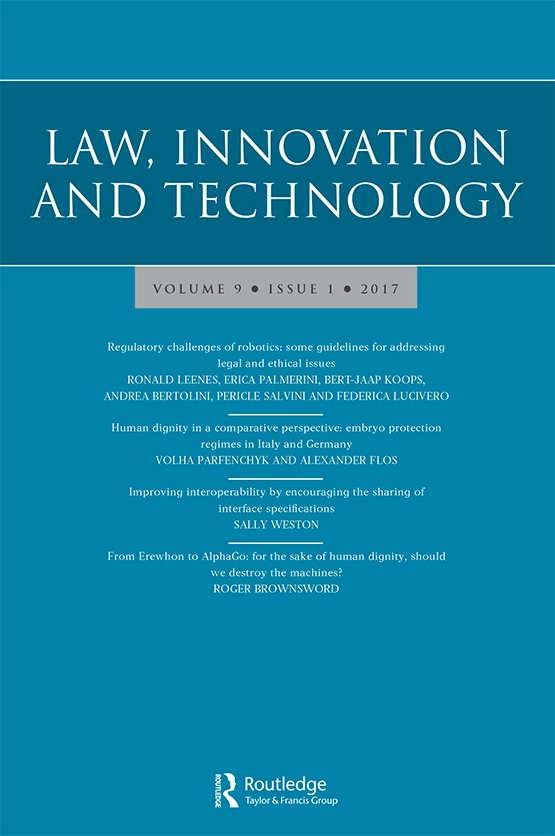 LAW, INNOVATION
AND TECHNOLOGY
VOLUME 9 ● ISSUE 1 ● 2017
Regulatory challenges of robotics: some guidelines for addressing
legal and ethical issues
RONALD LEENES, ERICA PALMERINI, BERT-JAAP KOOPS,
ANDREA BERTOLINI, PERICLE SALVINI AND FEDERICA LUCIVERO
Human dignity in a comparative perspective: embryo protection
regimes in Italy and Germany
VOLHA PARFENCHYK AND ALEXANDER FLOS
Improving interoperability by encouraging the sharing of
interface specifications
SALLY WESTON
From Erewhon to AlphaGo: for the sake of human dignity, should
we destroy the machines?
ROGER BROWNSWORD
ROUTLEDGE
Routledge
Taylor & Francis Group